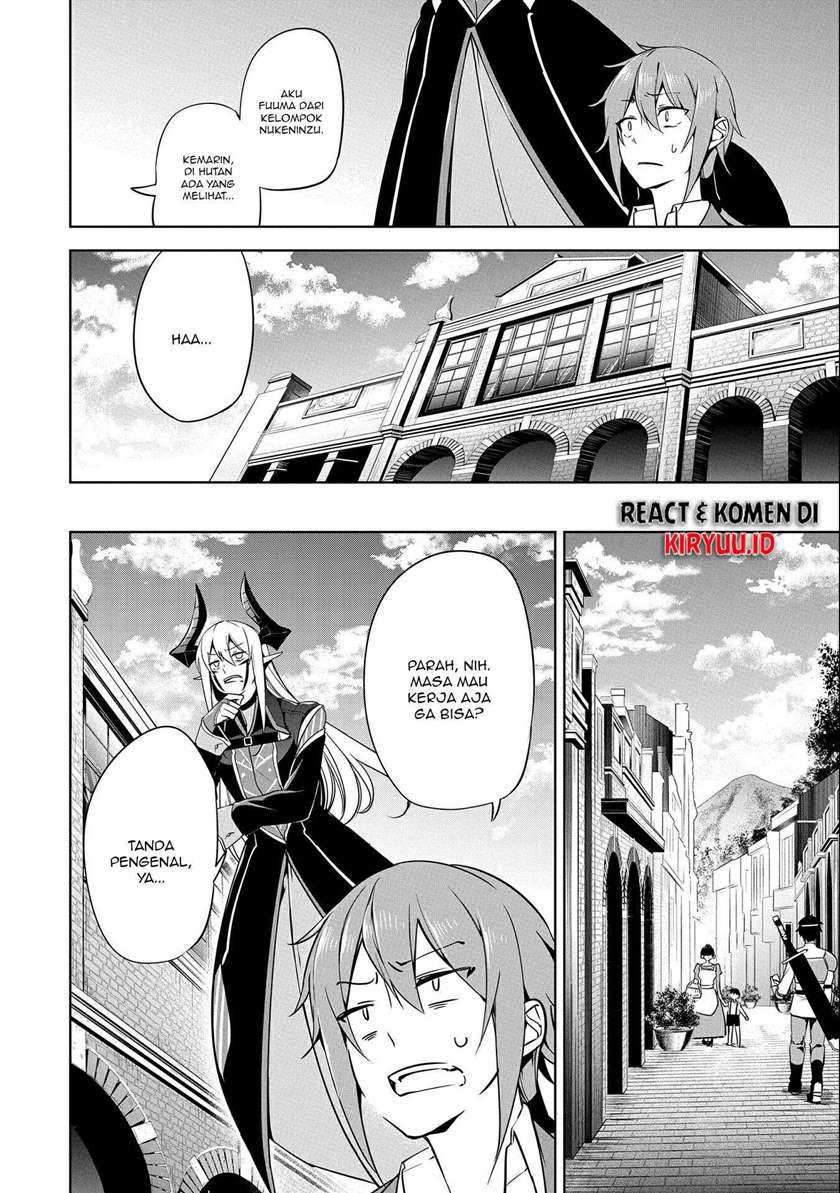 AKU
FUUMA DARI
KELOMPOK
NUKENINZU.
KEMARIN,
DI HUTAN
ADA YANG
MELIHAT...
HAA...
REACT & KOMEN DI
KIRYUU.ID
PARAH, NIH.
MASA MAU
KERJA AJA
GA BISA?
TANDA
PENGENAL,
YA...